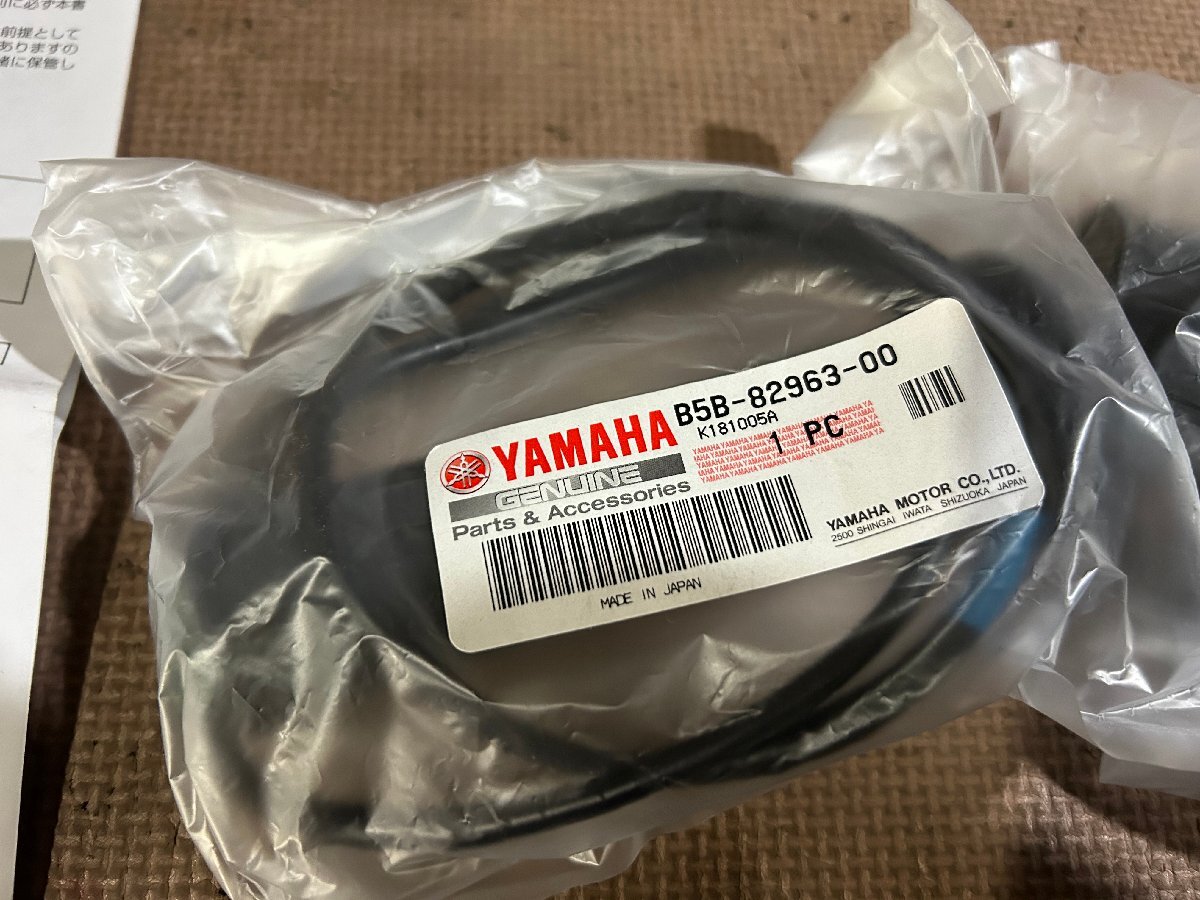 前に必ず本書
前提として
ありますの
緒に保管し
YAMAHA
GENUINE
Parts & Accessories
B5B-82963-00
K181005A
1 PC
YAMAHA MOTOR CO.,LTD.
2500 SHINGAI IWATA SHIZUOKA JAPAN
MADE IN JAPAN